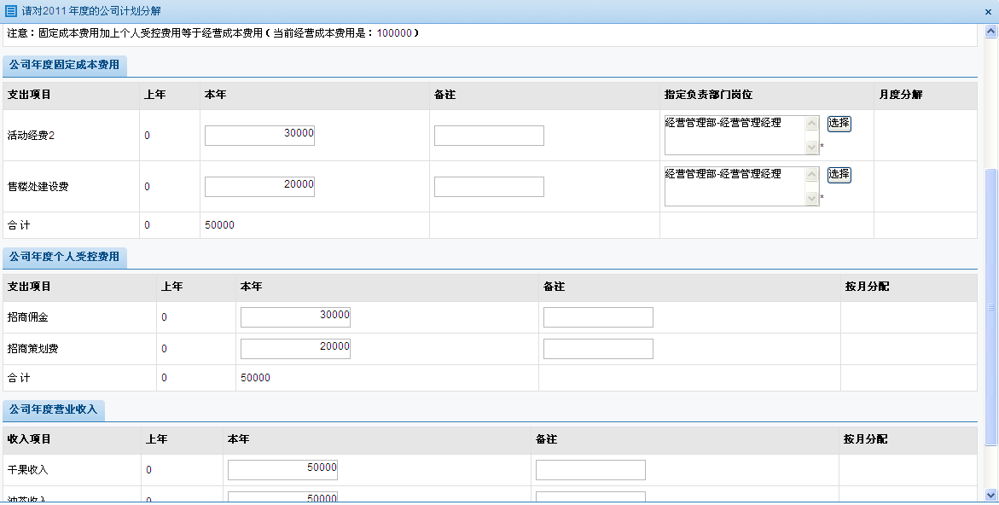 请对2011 年度的公司计划分解
注意：固定成本费用加上个人受控费用等于经营成本费用（当前经营成本费用是：100000）
公司年度固定成本费用
支出项目 上年 本年 备注 指定负责部门岗位 月度分解
活动经费2 0 30000 经营管理部-经营管理经理 选择 *
售楼处建设费 0 20000 经营管理部-经营管理经理 选择 *
合 计 0 50000
公司年度个人受控费用
支出项目 上年 本年 备注 按月分配
招商佣金 0 30000
招商策划费 0 20000
合 计 0 50000
公司年度营业收入
收入项目 上年 本年 备注 按月分配
干果收入 0 50000
油茶收入 0 50000